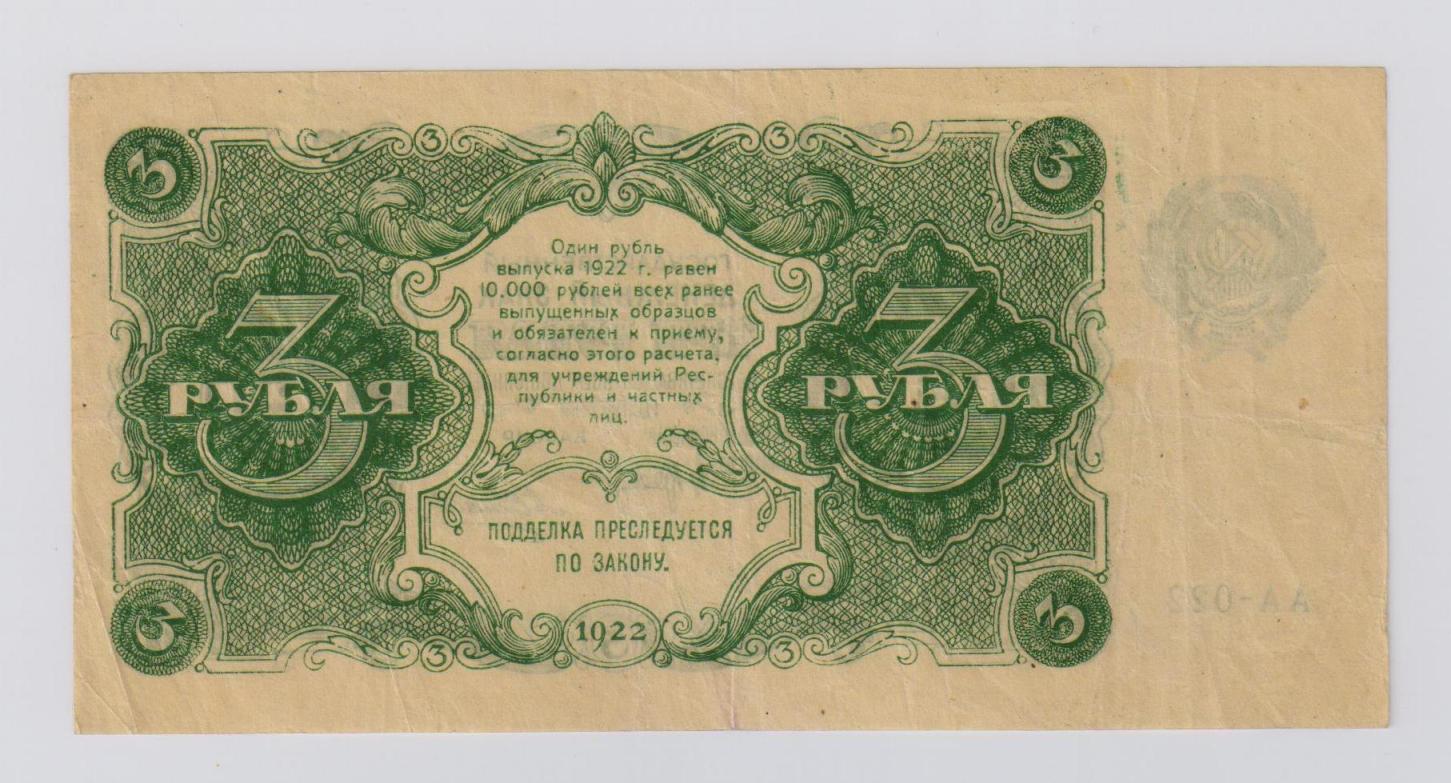 3
3
3
3
Один рубль
выпуска 1922 г. равен
10.000 рублей всех ранее
выпущенных образцов
и обязателен к приему,
согласно этого расчета,
для учреждений Рес-
публики и частных
лиц.
3
РУБЛЯ
3
РУБЛЯ
ПОДДЕЛКА ПРЕСЛЕДУЕТСЯ
ПО ЗАКОНУ.
АА-022
3
3
1922
3
3